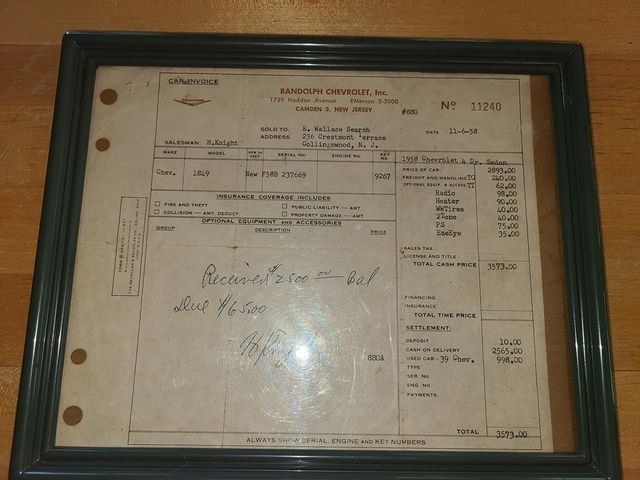 CAR INVOICE
RANDOLPH CHEVROLET, Inc.
1759 Haddon Avenue EMerson 5-2000
CAMDEN 3, NEW JERSEY
#880
No 11240
SOLD TO E. Wallace Search
ADDRESS 236 Crestmont Terrace
Collingswood, N. J.
DATE 11-6-58
SALESMAN H.Knight
MAKE MODEL NEW OR USED SERIAL NO ENGINE NO. KEY NO
Chev. 1849 New F58B 237669 9267
INSURANCE COVERAGE INCLUDES
FIRE AND THEFT PUBLIC LIABILITY — AMT
COLLISION — AMT. DEDUCT PROPERTY DAMAGE — AMT.
OPTIONAL EQUIPMENT AND ACCESSORIES
GROUP DESCRIPTION PRICE
Received $2500 00 — Bal
Due $65.00
880A
1958 Chevrolet 4 Dr. Sedan
PRICE OF CAR 2893.00
FREIGHT AND HANDLING TG 240.00
OPTIONAL EQUIP. & ACCESS. TT 62.00
Radio 98.00
Heater 90.00
WWTires 40.00
2Tone 40.00
PS 75.00
EzeEye 35.00
SALES TAX
LICENSE AND TITLE
TOTAL CASH PRICE 3573.00
FINANCING
INSURANCE
TOTAL TIME PRICE
SETTLEMENT:
DEPOSIT 10.00
CASH ON DELIVERY 2565.00
USED CAR - 39 Chev. 998.00
TYPE
SER. No.
ENG. No.
PAYMENTS:
TOTAL 3573.00
ALWAYS SHOW SERIAL, ENGINE AND KEY NUMBERS